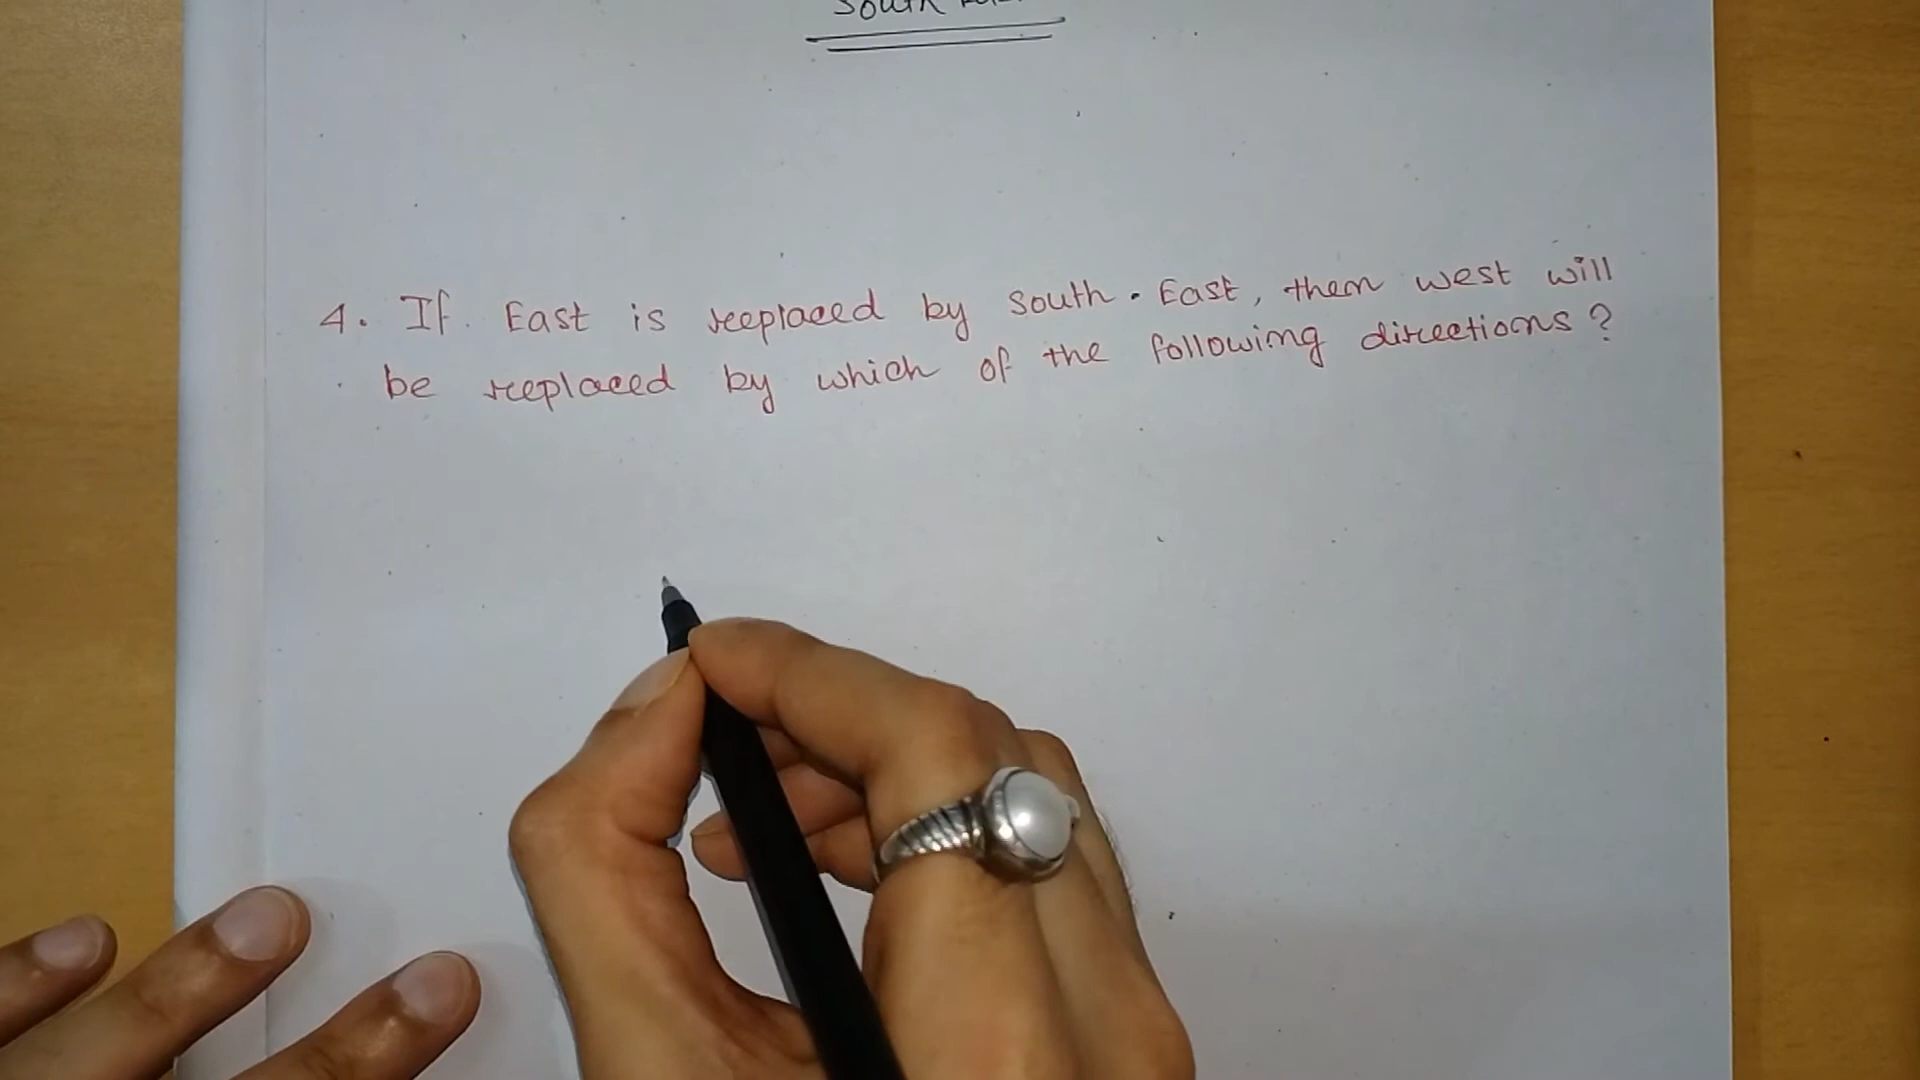 South
4. If East is replaced by South-East, then west will
be replaced by which of the following directions?